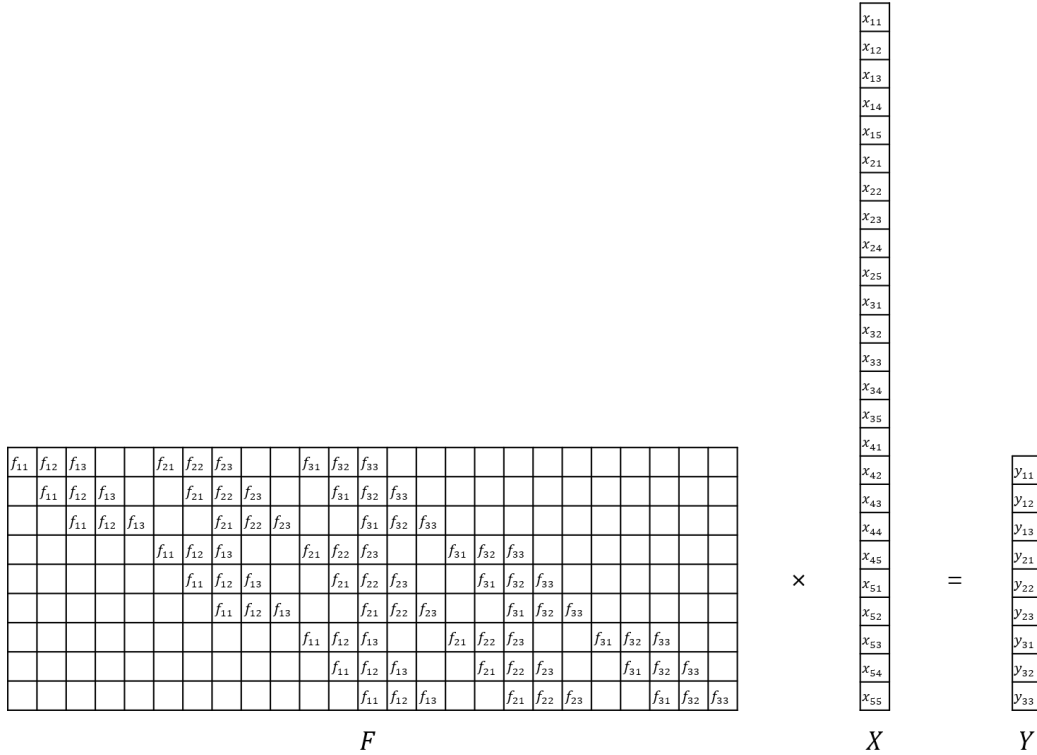 x₁₁
x₁₂
x₁₃
x₁₄
x₁₅
x₂₁
x₂₂
x₂₃
x₂₄
x₂₅
x₃₁
x₃₂
x₃₃
x₃₄
x₃₅
x₄₁
x₄₂
x₄₃
x₄₄
x₄₅
x₅₁
x₅₂
x₅₃
x₅₄
x₅₅
f₁₁ f₁₂ f₁₃ f₂₁ f₂₂ f₂₃ f₃₁ f₃₂ f₃₃
f₁₁ f₁₂ f₁₃ f₂₁ f₂₂ f₂₃ f₃₁ f₃₂ f₃₃
f₁₁ f₁₂ f₁₃ f₂₁ f₂₂ f₂₃ f₃₁ f₃₂ f₃₃
f₁₁ f₁₂ f₁₃ f₂₁ f₂₂ f₂₃ f₃₁ f₃₂ f₃₃
f₁₁ f₁₂ f₁₃ f₂₁ f₂₂ f₂₃ f₃₁ f₃₂ f₃₃
f₁₁ f₁₂ f₁₃ f₂₁ f₂₂ f₂₃ f₃₁ f₃₂ f₃₃
f₁₁ f₁₂ f₁₃ f₂₁ f₂₂ f₂₃ f₃₁ f₃₂ f₃₃
f₁₁ f₁₂ f₁₃ f₂₁ f₂₂ f₂₃ f₃₁ f₃₂ f₃₃
f₁₁ f₁₂ f₁₃ f₂₁ f₂₂ f₂₃ f₃₁ f₃₂ f₃₃
× =
y₁₁
y₁₂
y₁₃
y₂₁
y₂₂
y₂₃
y₃₁
y₃₂
y₃₃
F X Y